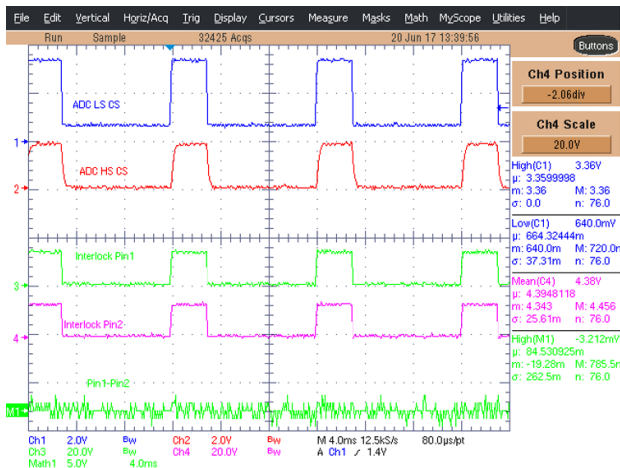 File Edit Vertical Horiz/Acq Trig Display Cursors Measure Masks Math MyScope Utilities Help
Run Sample 32425 Acqs 20 Jun 17 13:39:56
Buttons
Ch4 Position
-2.06div
Ch4 Scale
20.0V
ADC LS CS
1
High(C1) 3.36V
µ: 3.3599998
m: 3.36 M: 3.36
σ: 0.0 n: 76.0
ADC HS CS
2
Low(C1) 640.0mV
µ: 664.32444m
m: 640.0m M: 720.0m
σ: 37.31m n: 76.0
Interlock Pin1
3
Mean(C4) 4.38V
µ: 4.3948118
m: 4.343 M: 4.456
σ: 25.61m n: 76.0
Interlock Pin2
4
High(M1) -3.212mV
µ: 84.530925m
m: -19.28m M: 785.5m
σ: 262.5m n: 76.0
Pin1-Pin2
M1
Ch1 2.0V Bw Ch2 2.0V Bw M 4.0ms 12.5kS/s 80.0µs/pt
Ch3 20.0V Bw Ch4 20.0V Bw A Ch1 ⁄ 1.4V
Math1 5.0V 4.0ms